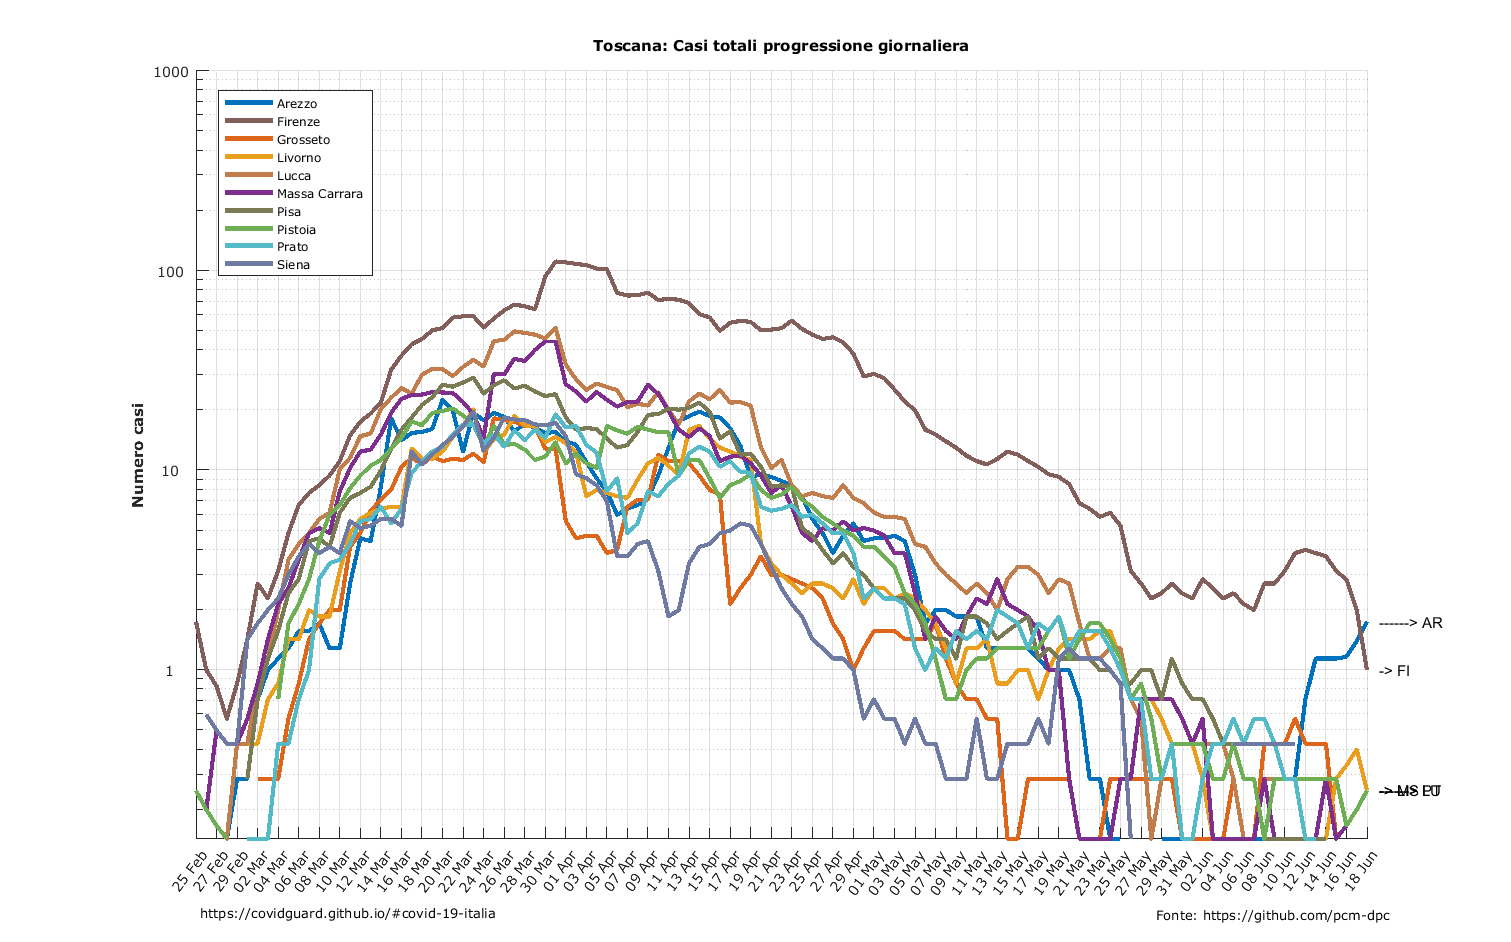 Toscana: Casi totali progressione giornaliera
1000
100
10
1
Numero casi
Arezzo
Firenze
Grosseto
Livorno
Lucca
Massa Carrara
Pisa
Pistoia
Prato
Siena
------> AR
-> FI
25 Feb
27 Feb
29 Feb
02 Mar
04 Mar
06 Mar
08 Mar
10 Mar
12 Mar
14 Mar
16 Mar
18 Mar
20 Mar
22 Mar
24 Mar
26 Mar
28 Mar
30 Mar
01 Apr
03 Apr
05 Apr
07 Apr
09 Apr
11 Apr
13 Apr
15 Apr
17 Apr
19 Apr
21 Apr
23 Apr
25 Apr
27 Apr
29 Apr
01 May
03 May
05 May
07 May
09 May
11 May
13 May
15 May
17 May
19 May
21 May
23 May
25 May
27 May
29 May
31 May
02 Jun
04 Jun
06 Jun
08 Jun
10 Jun
12 Jun
14 Jun
16 Jun
18 Jun
https://covidguard.github.io/#covid-19-italia
Fonte: https://github.com/pcm-dpc